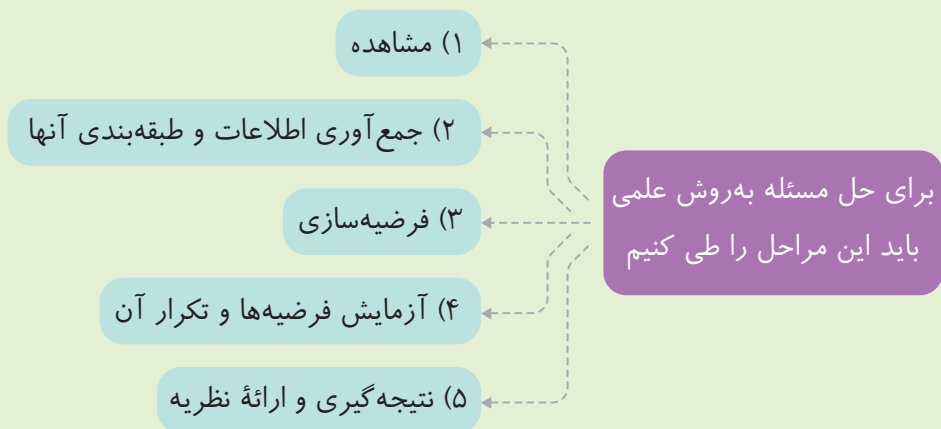 برای حل مسئله به‌روش علمی
باید این مراحل را طی کنیم
۱) مشاهده
۲) جمع‌آوری اطلاعات و طبقه‌بندی آنها
۳) فرضیه‌سازی
۴) آزمایش فرضیه‌ها و تکرار آن
۵) نتیجه‌گیری و ارائهٔ نظریه